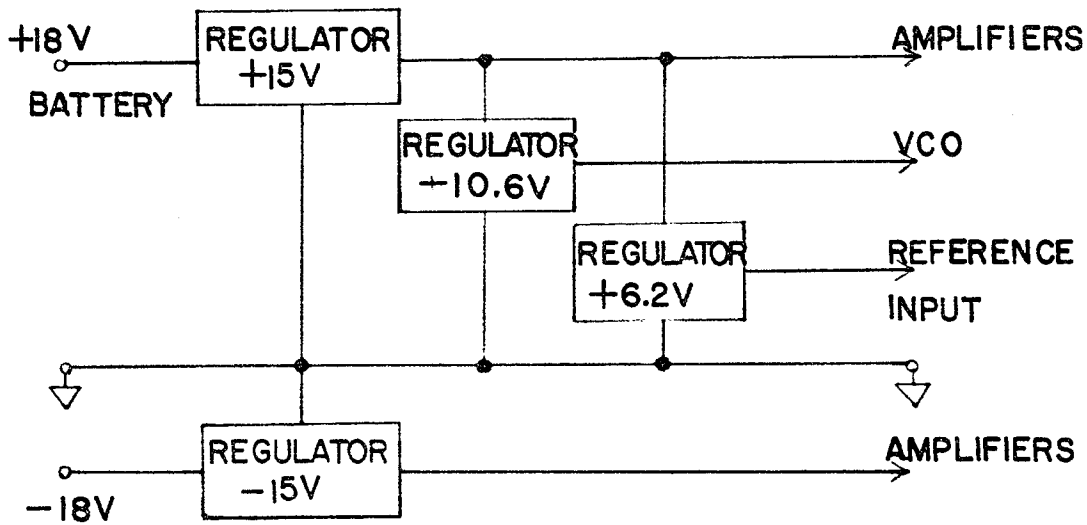 +18V
BATTERY
REGULATOR
+15V
AMPLIFIERS
REGULATOR
+10.6V
VCO
REGULATOR
+6.2V
REFERENCE
INPUT
REGULATOR
-15V
-18V
AMPLIFIERS